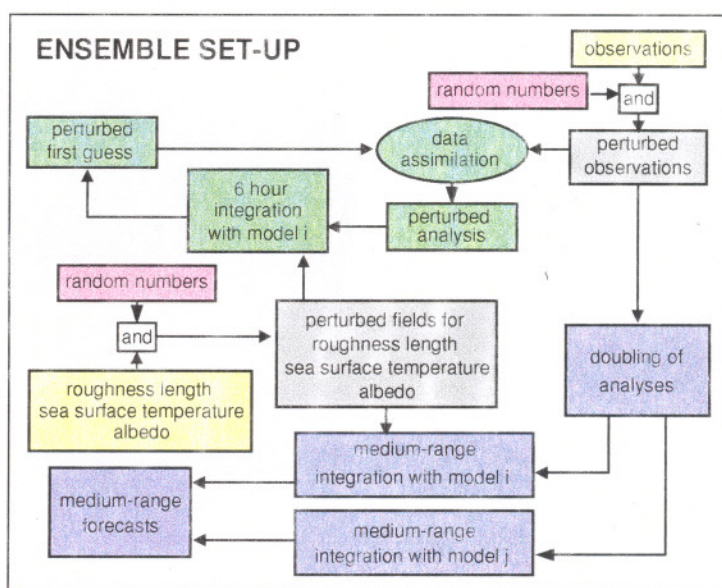 ENSEMBLE SET-UP
observations
random numbers
and
perturbed
first guess
data
assimilation
perturbed
observations
6 hour
integration
with model i
perturbed
analysis
random numbers
and
perturbed fields for
roughness length
sea surface temperature
albedo
doubling of
analyses
roughness length
sea surface temperature
albedo
medium-range
integration with model i
medium-range
forecasts
medium-range
integration with model j